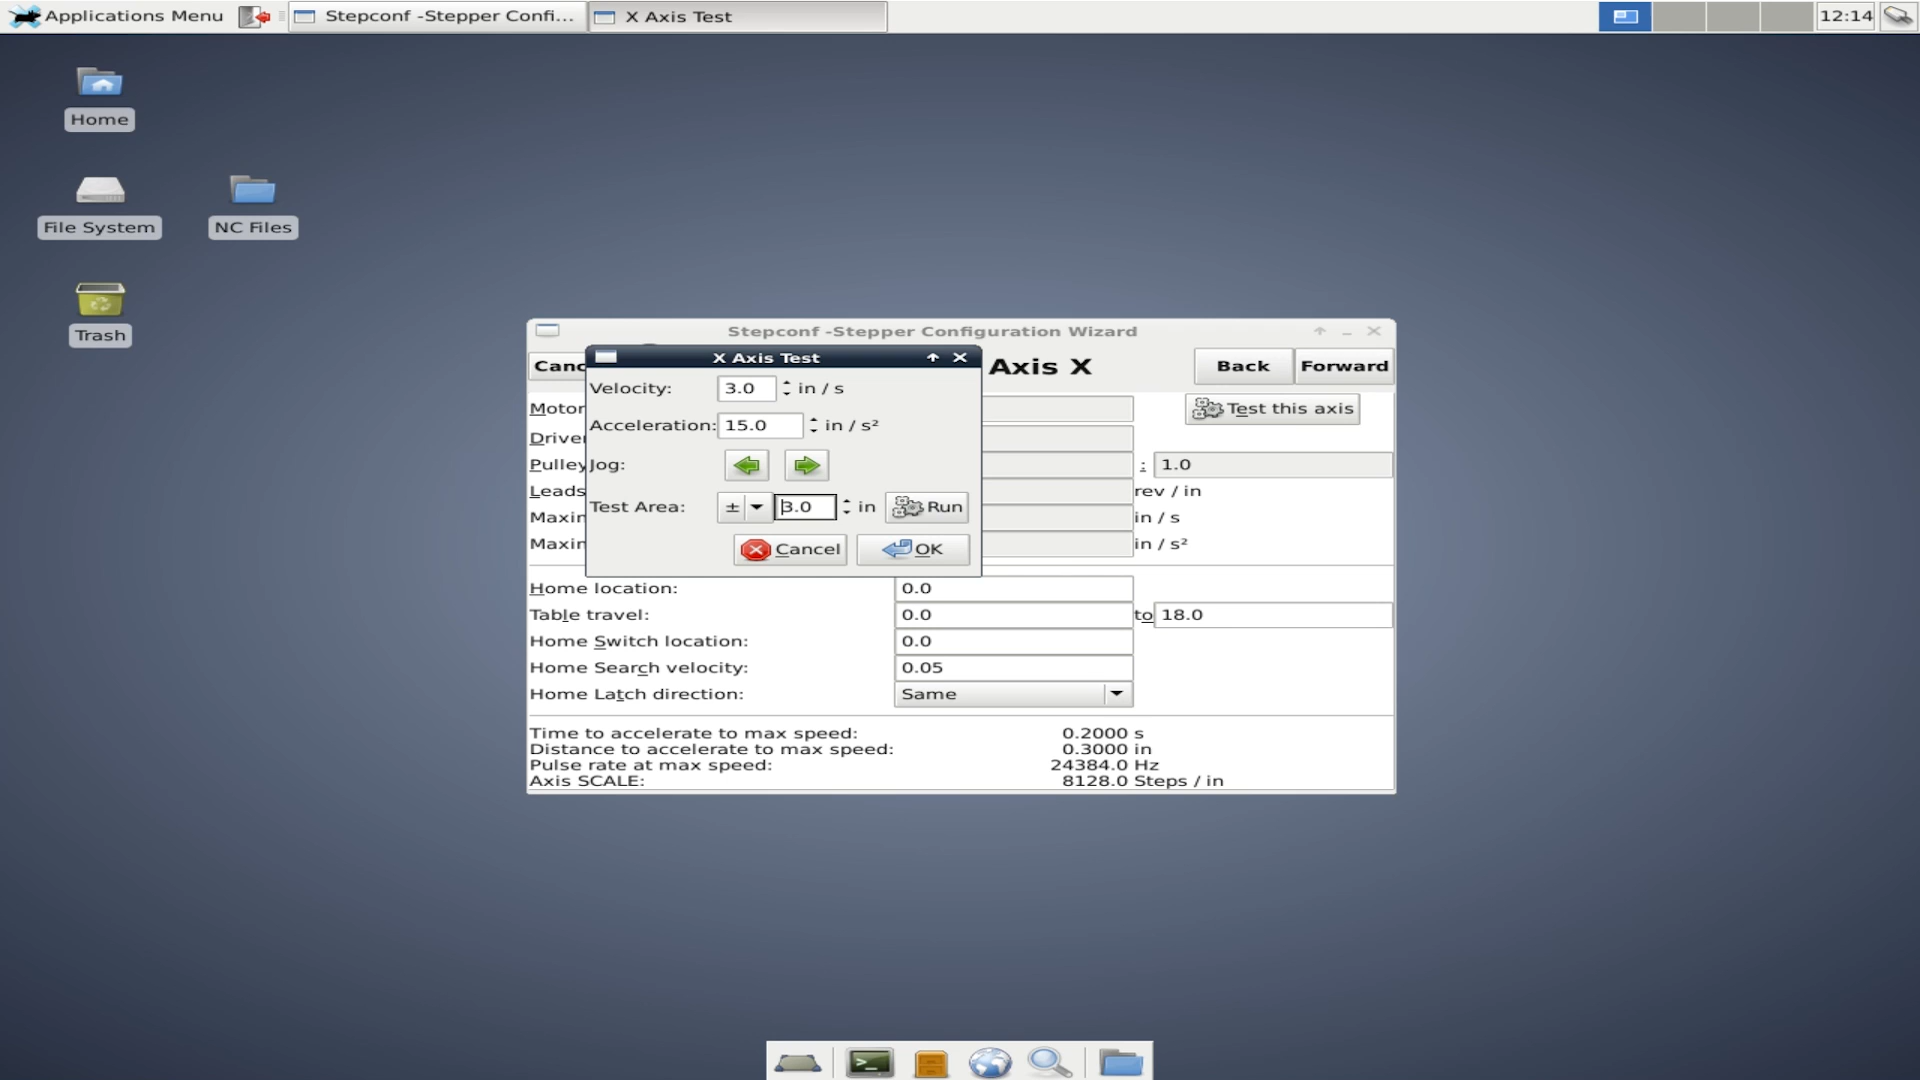 Applications Menu
Stepconf -Stepper Confi...
X Axis Test
12:14
Home
File System
NC Files
Trash
Stepconf -Stepper Configuration Wizard
Canc
Axis X
Back
Forward
X Axis Test
Velocity: 3.0 in / s
Acceleration: 15.0 in / s²
Jog:
Test Area: ± 3.0 in Run
Cancel OK
Motor
Test this axis
Driver
Pulley : 1.0
Leads rev / in
Maxim in / s
Maxim in / s²
Home location: 0.0
Table travel: 0.0 to 18.0
Home Switch location: 0.0
Home Search velocity: 0.05
Home Latch direction: Same
Time to accelerate to max speed: 0.2000 s
Distance to accelerate to max speed: 0.3000 in
Pulse rate at max speed: 24384.0 Hz
Axis SCALE: 8128.0 Steps / in